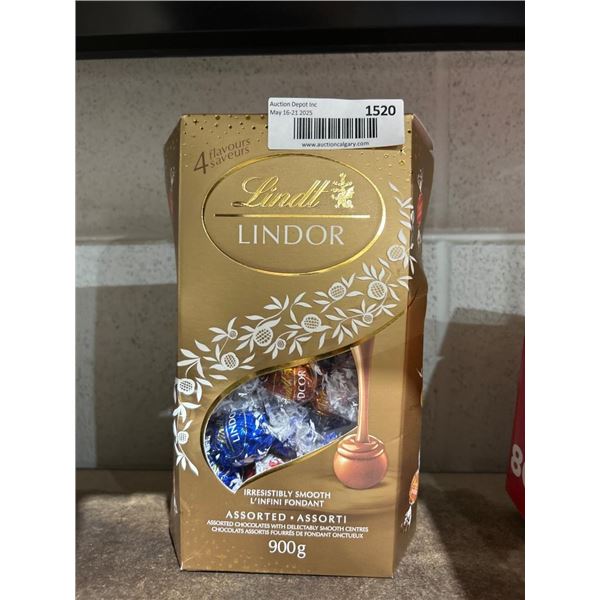 Auction Depot Inc
May 16-21 2025
1520
www.auctioncalgary.com
4 flavours
saveurs
Lindt
LINDOR
LINDOR
IRRESISTIBLY SMOOTH
L'INFINI FONDANT
ASSORTED • ASSORTI
ASSORTED CHOCOLATES WITH DELECTABLY SMOOTH CENTRES
CHOCOLATS ASSORTIS FOURRÉS DE FONDANT ONCTUEUX
900g